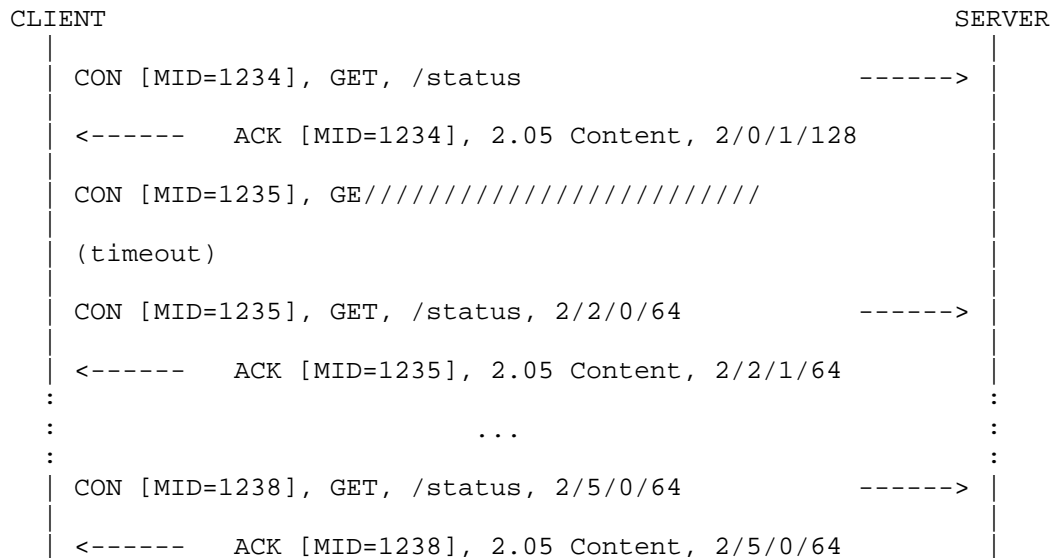 CLIENT                                                     SERVER
  |                                                          |
  | CON [MID=1234], GET, /status                     ------> |
  |                                                          |
  | <------   ACK [MID=1234], 2.05 Content, 2/0/1/128        |
  |                                                          |
  | CON [MID=1235], GE/////////////////////////              |
  |                                                          |
  | (timeout)                                                |
  |                                                          |
  | CON [MID=1235], GET, /status, 2/2/0/64           ------> |
  |                                                          |
  | <------   ACK [MID=1235], 2.05 Content, 2/2/1/64         |
  :                                                          :
  :                          ...                             :
  :                                                          :
  | CON [MID=1238], GET, /status, 2/5/0/64           ------> |
  |                                                          |
  | <------   ACK [MID=1238], 2.05 Content, 2/5/0/64         |